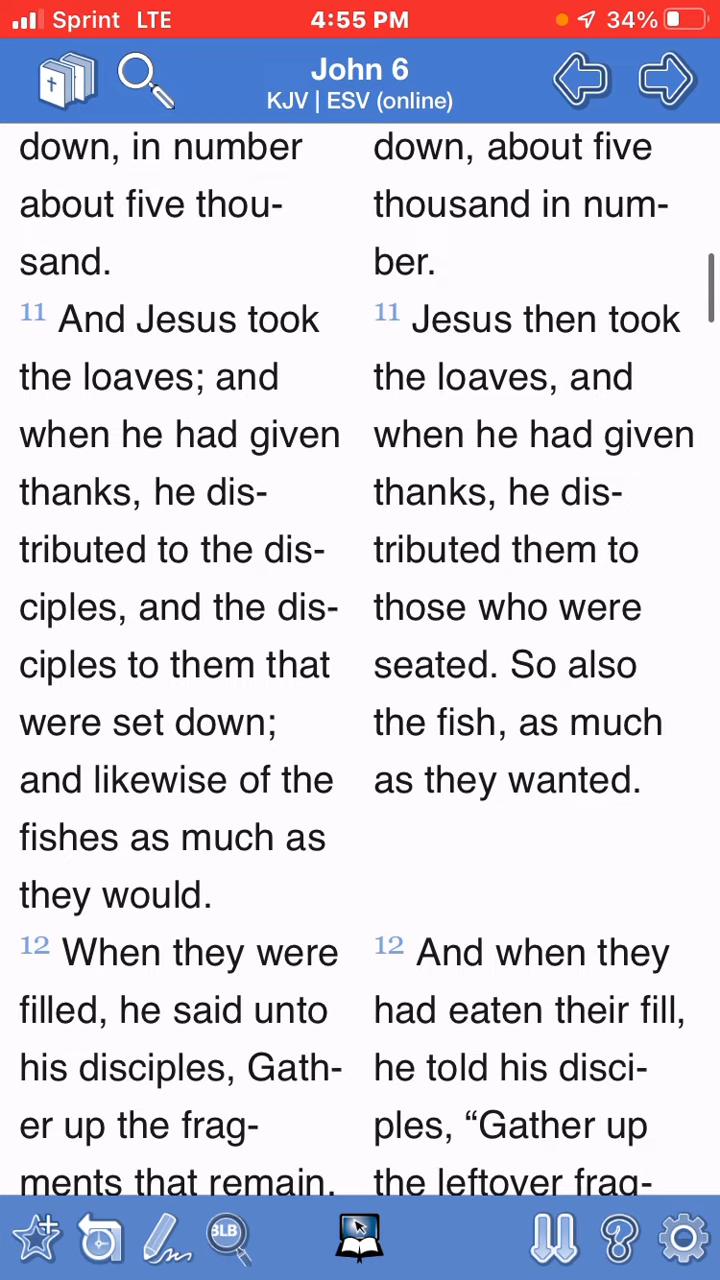 Sprint LTE 4:55 PM 34%
John 6
KJV | ESV (online)
down, in number
about five thou-
sand.
11 And Jesus took
the loaves; and
when he had given
thanks, he dis-
tributed to the dis-
ciples, and the dis-
ciples to them that
were set down;
and likewise of the
fishes as much as
they would.
12 When they were
filled, he said unto
his disciples, Gath-
er up the frag-
ments that remain,
down, about five
thousand in num-
ber.
11 Jesus then took
the loaves, and
when he had given
thanks, he dis-
tributed them to
those who were
seated. So also
the fish, as much
as they wanted.
12 And when they
had eaten their fill,
he told his disci-
ples, “Gather up
the leftover frag-
BLB